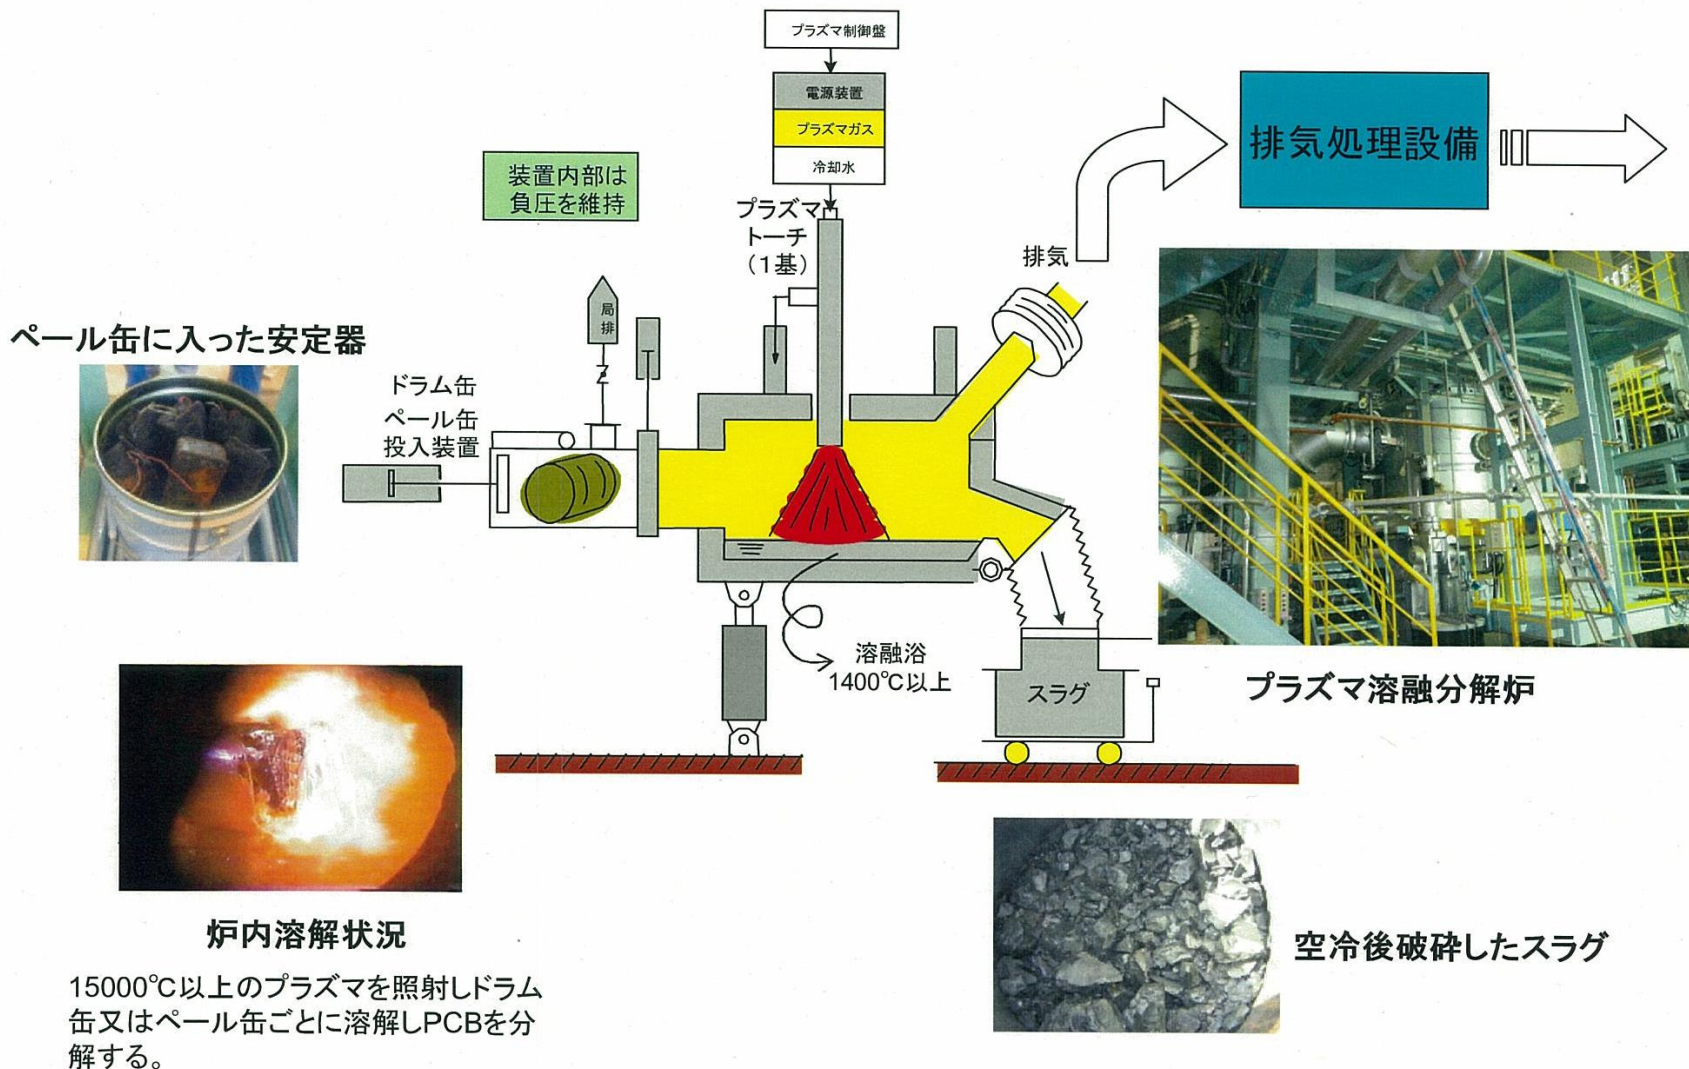 プラズマ制御盤
電源装置
プラズマガス
冷却水
排気処理設備
装置内部は
負圧を維持
プラズマ
トーチ
（1基）
排気
局
排
ペール缶に入った安定器
ドラム缶
ペール缶
投入装置
溶融浴
1400℃以上
スラグ
プラズマ溶融分解炉
炉内溶解状況
15000℃以上のプラズマを照射しドラム
缶又はペール缶ごとに溶解しPCBを分
解する。
空冷後破砕したスラグ